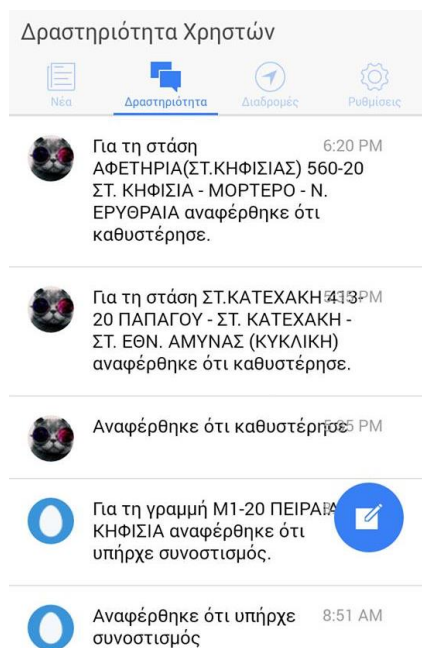 Δραστηριότητα Χρηστών
Νέα Δραστηριότητα Διαδρομές Ρυθμίσεις
Για τη στάση 6:20 PM
ΑΦΕΤΗΡΙΑ(ΣΤ.ΚΗΦΙΣΙΑΣ) 560-20
ΣΤ. ΚΗΦΙΣΙΑ - ΜΟΡΤΕΡΟ - Ν.
ΕΡΥΘΡΑΙΑ αναφέρθηκε ότι
καθυστέρησε.
Για τη στάση ΣΤ.ΚΑΤΕΧΑΚΗ 413- PM
20 ΠΑΠΑΓΟΥ - ΣΤ. ΚΑΤΕΧΑΚΗ -
ΣΤ. ΕΘΝ. ΑΜΥΝΑΣ (ΚΥΚΛΙΚΗ)
αναφέρθηκε ότι καθυστέρησε.
Αναφέρθηκε ότι καθυστέρησε PM
Για τη γραμμή Μ1-20
ΚΗΦΙΣΙΑ αναφέρθηκε ότι
υπήρχε συνοστισμός.
Αναφέρθηκε ότι υπήρχε 8:51 AM
συνοστισμός